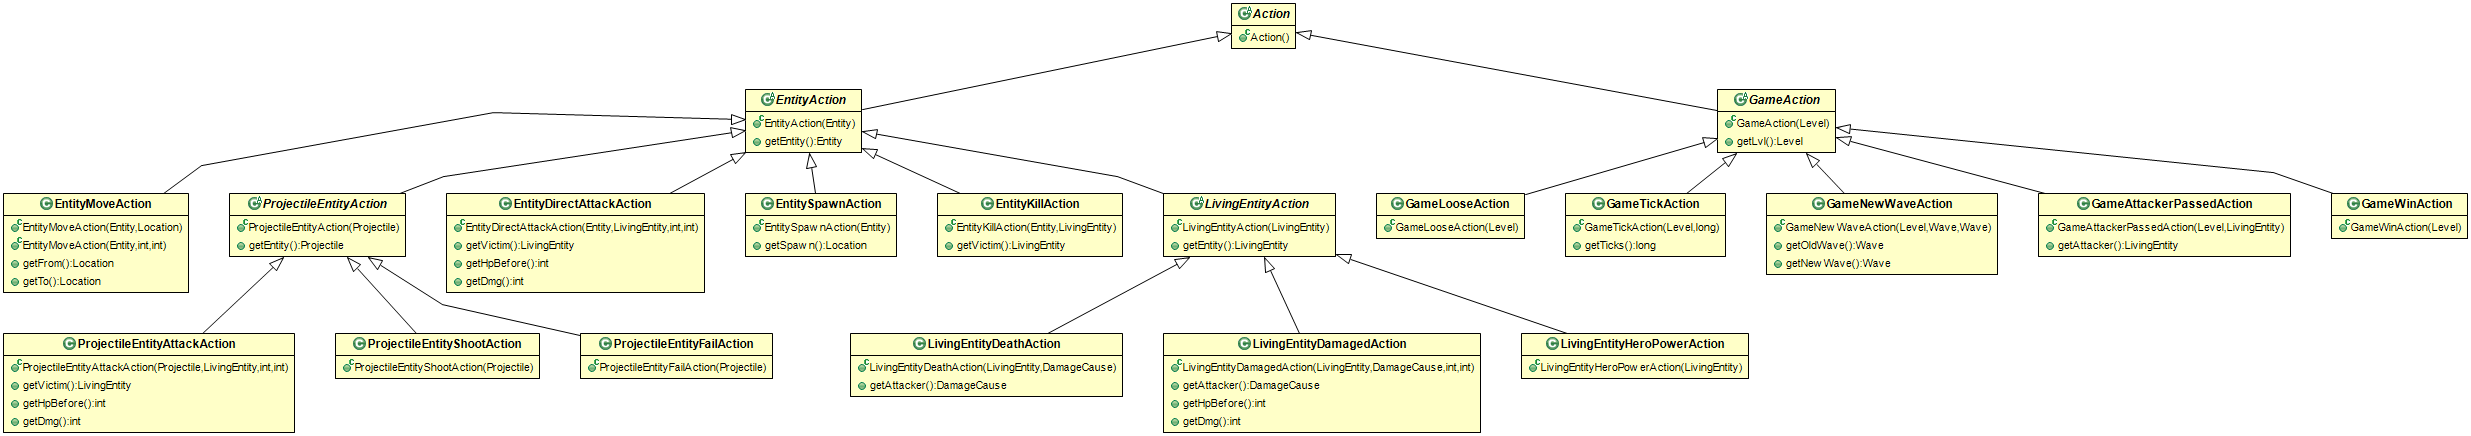 Action
Action()
EntityAction
EntityAction(Entity)
getEntity():Entity
GameAction
GameAction(Level)
getLvl():Level
EntityMoveAction
EntityMoveAction(Entity,Location)
EntityMoveAction(Entity,int,int)
getFrom():Location
getTo():Location
ProjectileEntityAction
ProjectileEntityAction(Projectile)
getEntity():Projectile
EntityDirectAttackAction
EntityDirectAttackAction(Entity,LivingEntity,int,int)
getVictim():LivingEntity
getHpBefore():int
getDmg():int
EntitySpawnAction
EntitySpawnAction(Entity)
getSpawn():Location
EntityKillAction
EntityKillAction(Entity,LivingEntity)
getVictim():LivingEntity
LivingEntityAction
LivingEntityAction(LivingEntity)
getEntity():LivingEntity
GameLooseAction
GameLooseAction(Level)
GameTickAction
GameTickAction(Level,long)
getTicks():long
GameNewWaveAction
GameNewWaveAction(Level,Wave,Wave)
getOldWave():Wave
getNewWave():Wave
GameAttackerPassedAction
GameAttackerPassedAction(Level,LivingEntity)
getAttacker():LivingEntity
GameWinAction
GameWinAction(Level)
ProjectileEntityAttackAction
ProjectileEntityAttackAction(Projectile,LivingEntity,int,int)
getVictim():LivingEntity
getHpBefore():int
getDmg():int
ProjectileEntityShootAction
ProjectileEntityShootAction(Projectile)
ProjectileEntityFailAction
ProjectileEntityFailAction(Projectile)
LivingEntityDeathAction
LivingEntityDeathAction(LivingEntity,DamageCause)
getAttacker():DamageCause
LivingEntityDamagedAction
LivingEntityDamagedAction(LivingEntity,DamageCause,int,int)
getAttacker():DamageCause
getHpBefore():int
getDmg():int
LivingEntityHeroPowerAction
LivingEntityHeroPowerAction(LivingEntity)